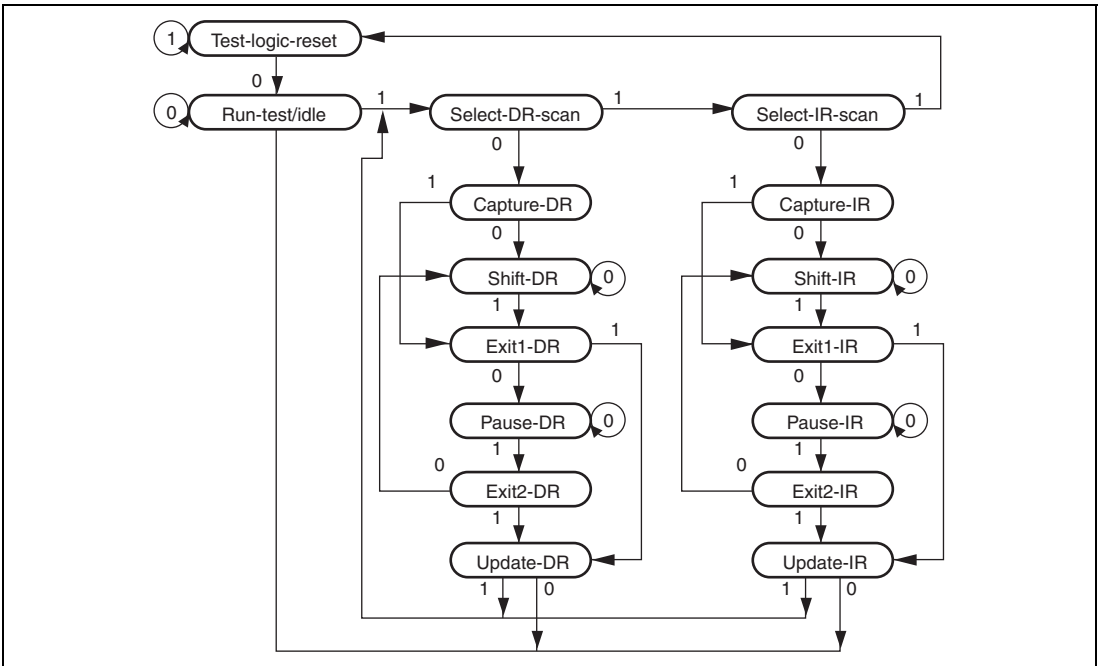 1 Test-logic-reset
0
0 Run-test/idle 1 Select-DR-scan 1 Select-IR-scan 1
0 0
1 Capture-DR 1 Capture-IR
0 0
Shift-DR 0 Shift-IR 0
1 1
Exit1-DR 1 Exit1-IR 1
0 0
Pause-DR 0 Pause-IR 0
1 1
0 Exit2-DR 0 Exit2-IR
1 1
Update-DR Update-IR
1 0 1 0